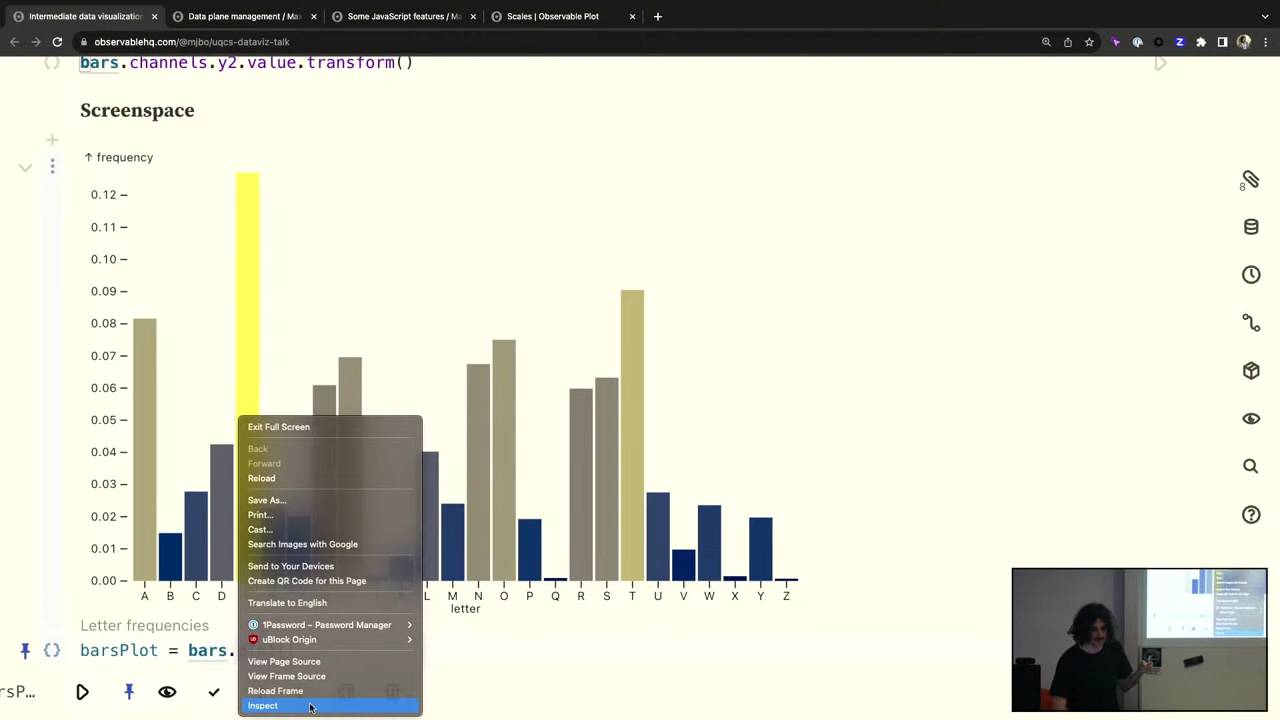 Intermediate data visualizatio
Data plane management / Ma
Some JavaScript features / Ma
Scales | Observable Plot
observablehq.com/@mjbo/uqcs-dataviz-talk
bars.channels.y2.value.transform()
Screenspace
↑ frequency
0.12
0.11
0.10
0.09
0.08
0.07
0.06
0.05
0.04
0.03
0.02
0.01
0.00
A B C D L M N O P Q R S T U V W X Y Z
letter
Exit Full Screen
Back
Forward
Reload
Save As...
Print...
Cast...
Search Images with Google
Send to Your Devices
Create QR Code for this Page
Translate to English
1Password – Password Manager
uBlock Origin
View Page Source
View Frame Source
Reload Frame
Inspect
Letter frequencies
barsPlot = bars.
rsP...
8